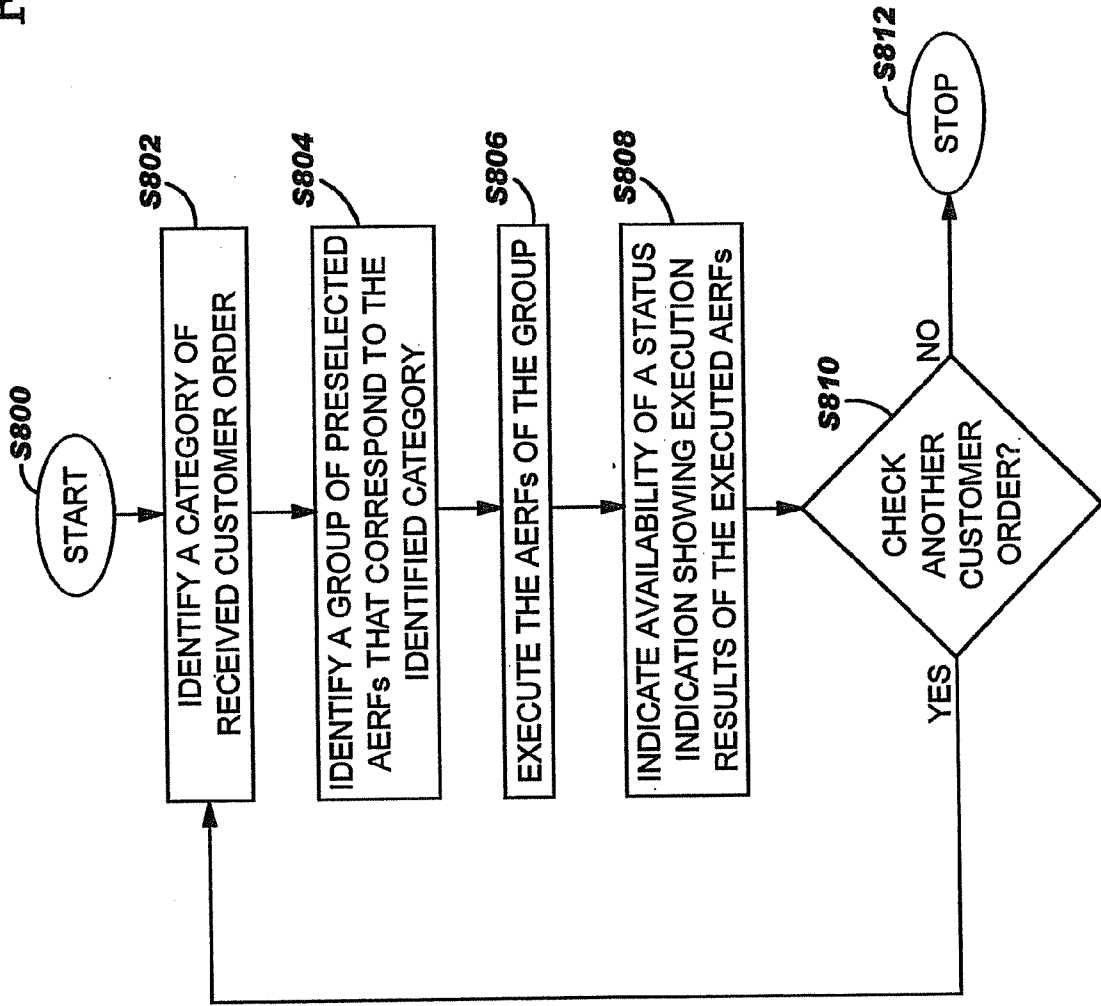 S800
START
S802
IDENTIFY A CATEGORY OF
RECEIVED CUSTOMER ORDER
S804
IDENTIFY A GROUP OF PRESELECTED
AERFs THAT CORRESPOND TO THE
IDENTIFIED CATEGORY
S806
EXECUTE THE AERFs OF THE GROUP
S808
INDICATE AVAILABILITY OF A STATUS
INDICATION SHOWING EXECUTION
RESULTS OF THE EXECUTED AERFs
S810
CHECK
ANOTHER
CUSTOMER
ORDER?
YES
NO
S812
STOP